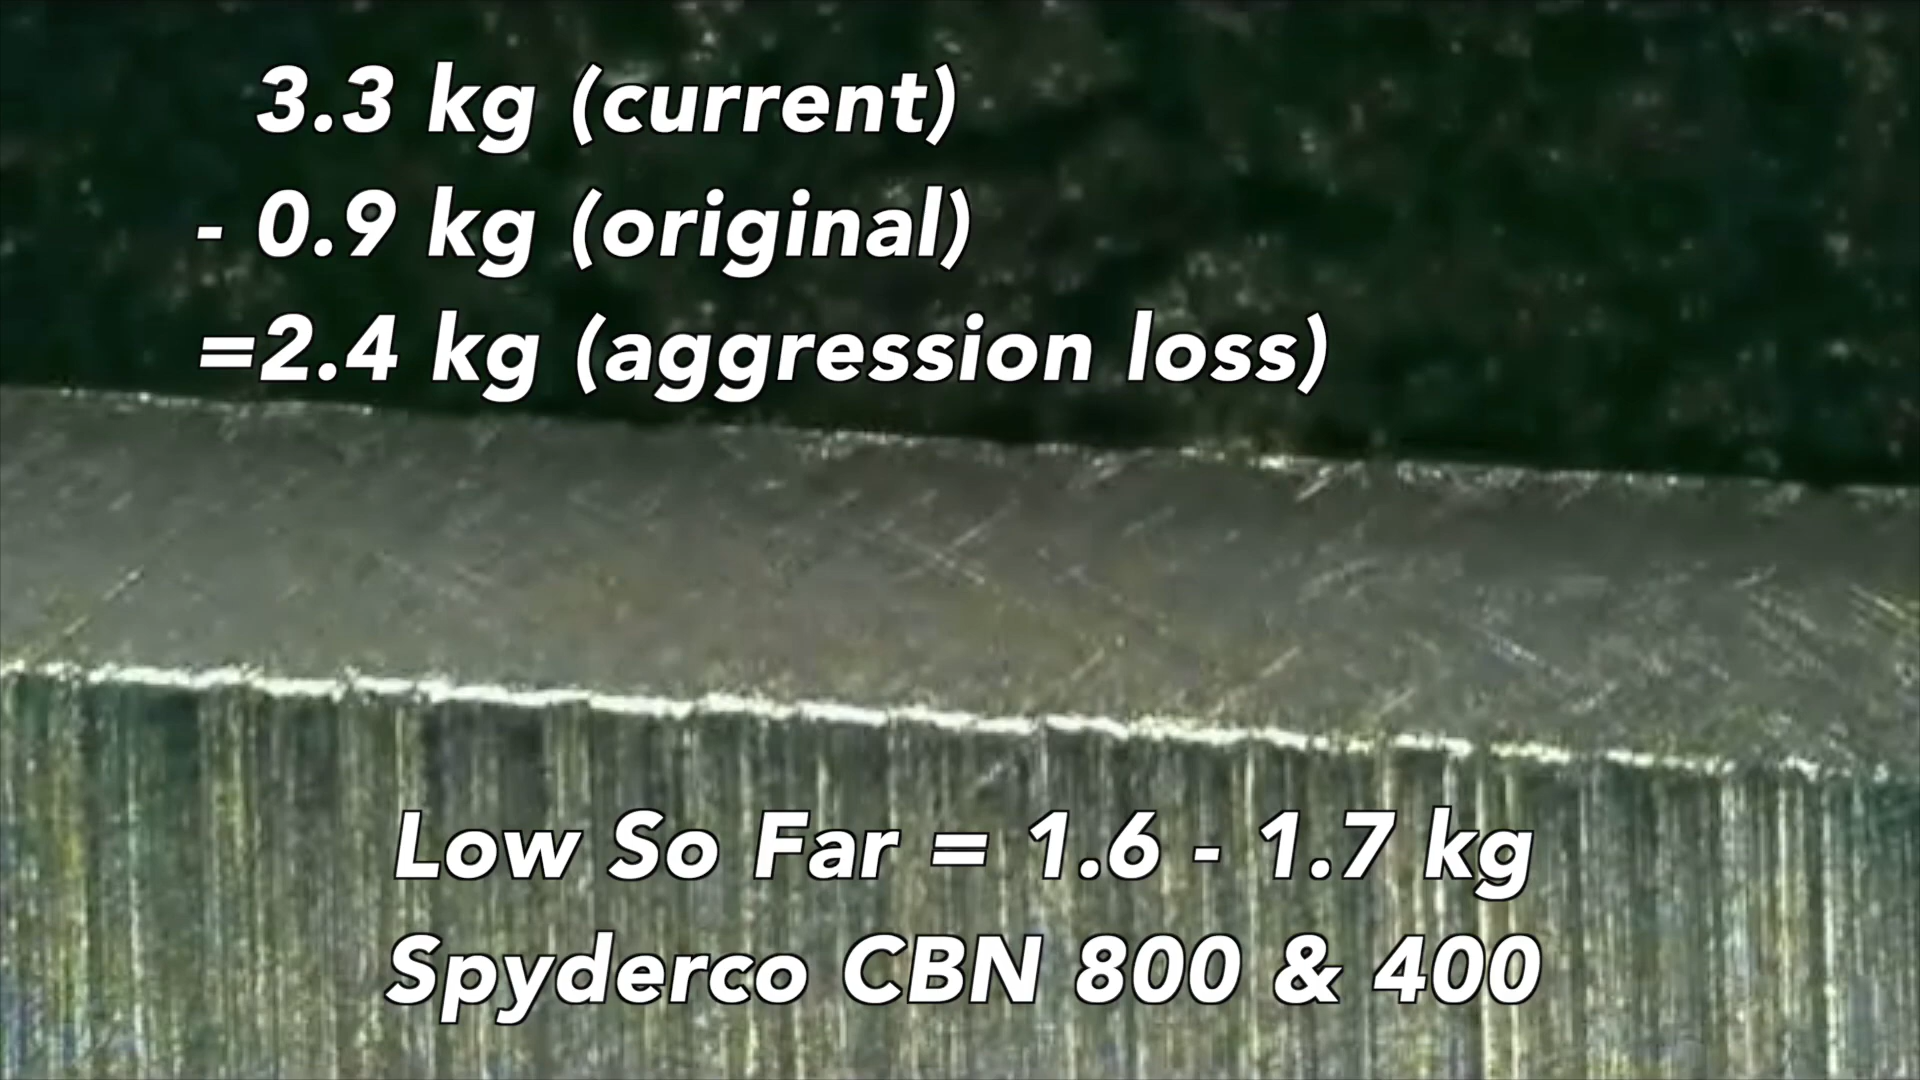 3.3 kg (current)
- 0.9 kg (original)
=2.4 kg (aggression loss)
Low So Far = 1.6 - 1.7 kg
Spyderco CBN 800 & 400